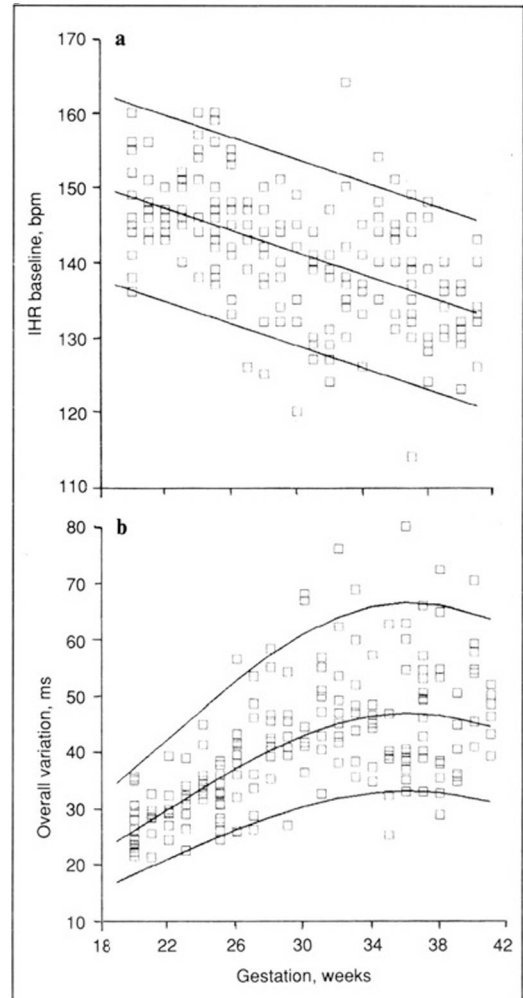 a
170
160
150
140
130
120
110
IHR baseline, bpm
b
80
70
60
50
40
30
20
10
Overall variation, ms
18 22 26 30 34 38 42
Gestation, weeks